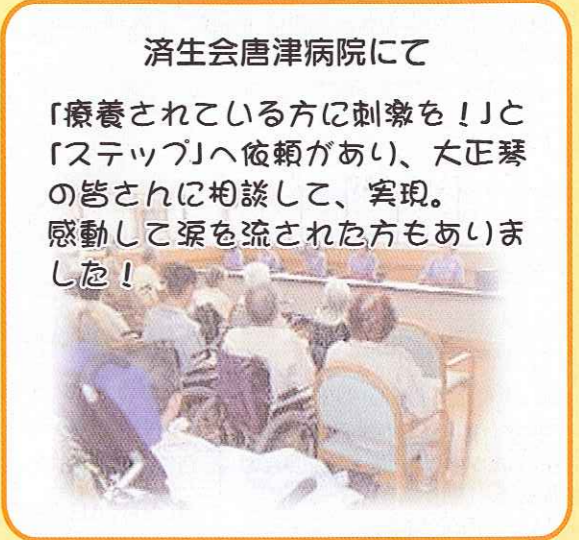 済生会唐津病院にて
「療養されている方に刺激を！」と
「ステップ」へ依頼があり、大正琴
の皆さんに相談して、実現。
感動して涙を流された方もありま
した！